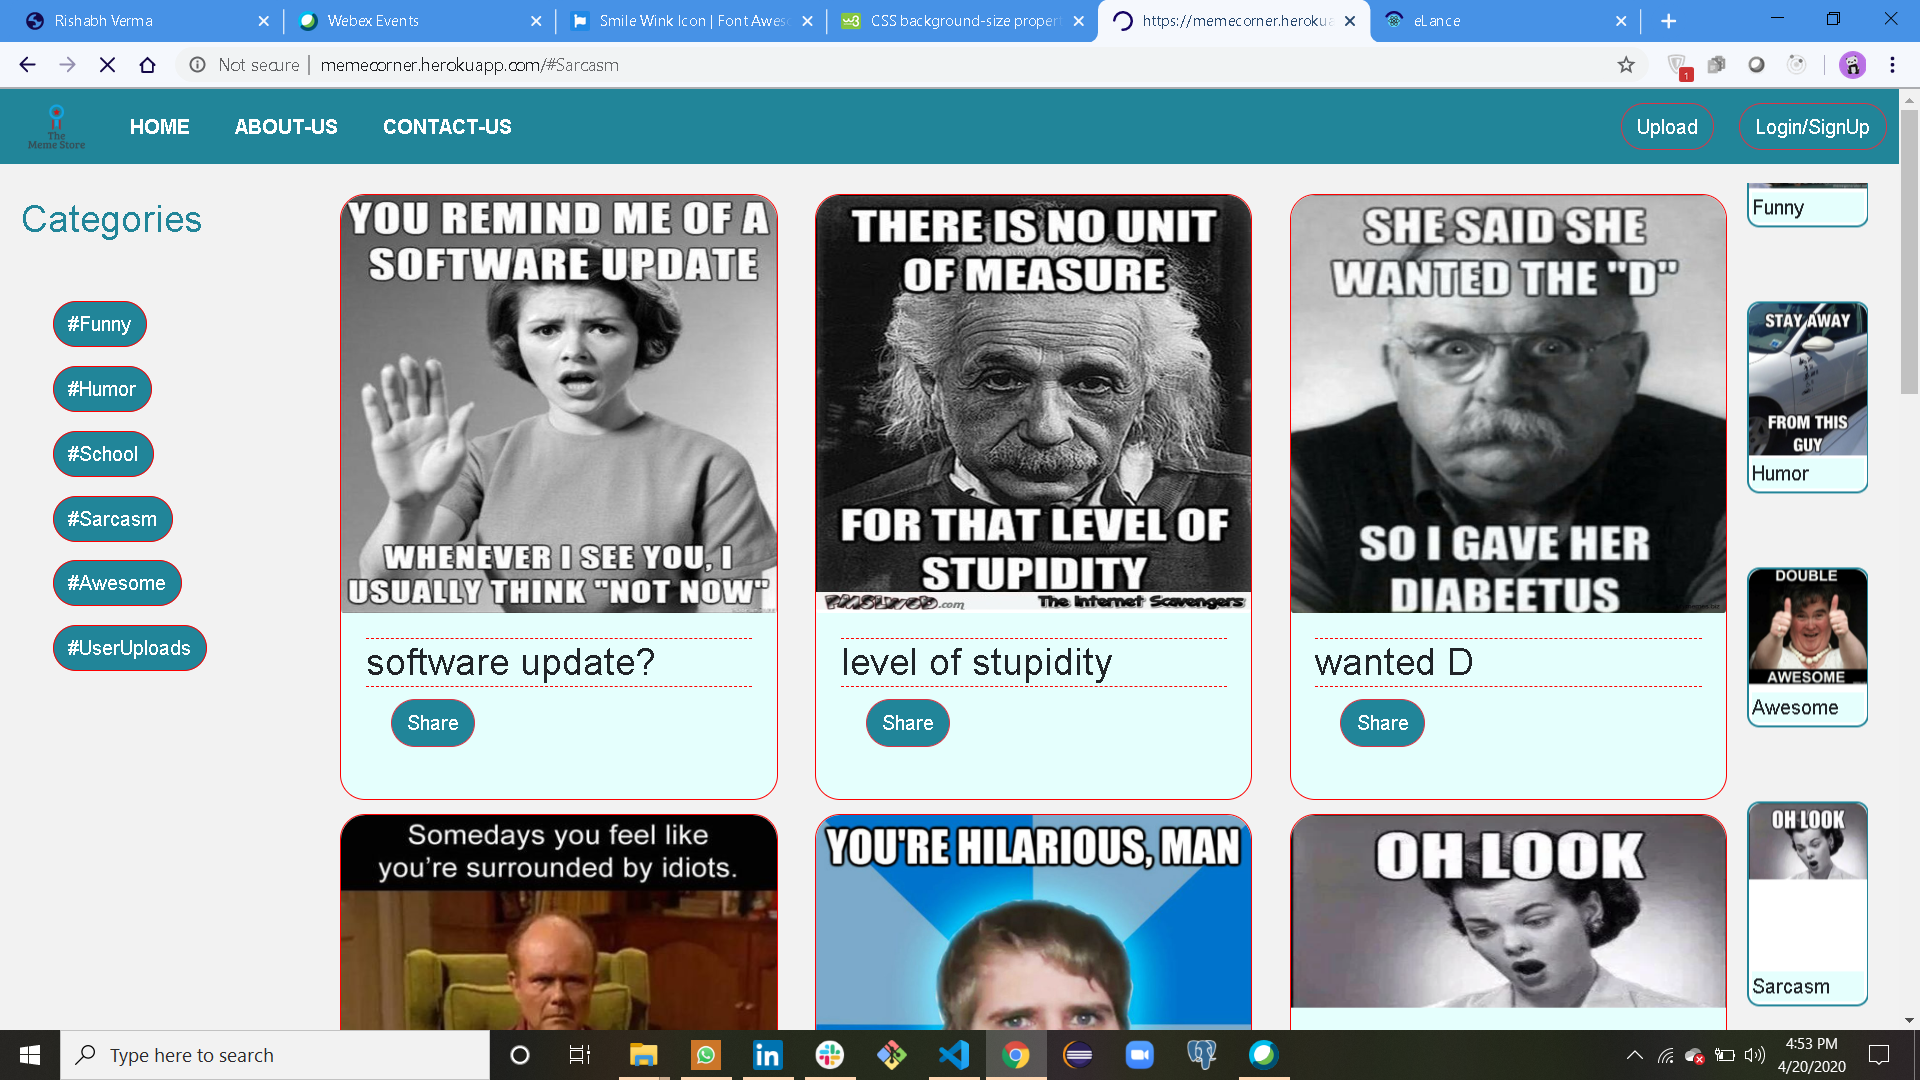 Rishabh Verma
Webex Events
Smile Wink Icon | Font Aweso
CSS background-size propert
https://memecorner.heroku
eLance
Not secure | memecorner.herokuapp.com/#Sarcasm
1
The
Meme Store
HOME
ABOUT-US
CONTACT-US
Upload
Login/SignUp
Categories
#Funny
#Humor
#School
#Sarcasm
#Awesome
#UserUploads
YOU REMIND ME OF A
SOFTWARE UPDATE
WHENEVER I SEE YOU, I
USUALLY THINK "NOT NOW"
software update?
Share
THERE IS NO UNIT
OF MEASURE
FOR THAT LEVEL OF
STUPIDITY
PMSLweb.com
The Internet Scavengers
level of stupidity
Share
SHE SAID SHE
WANTED THE "D"
SO I GAVE HER
DIABEETUS
wanted D
Share
Somedays you feel like
you're surrounded by idiots.
YOU'RE HILARIOUS, MAN
OH LOOK
Funny
STAY AWAY
FROM THIS
GUY
Humor
DOUBLE
AWESOME
Awesome
OH LOOK
Sarcasm
Type here to search
4:53 PM
4/20/2020